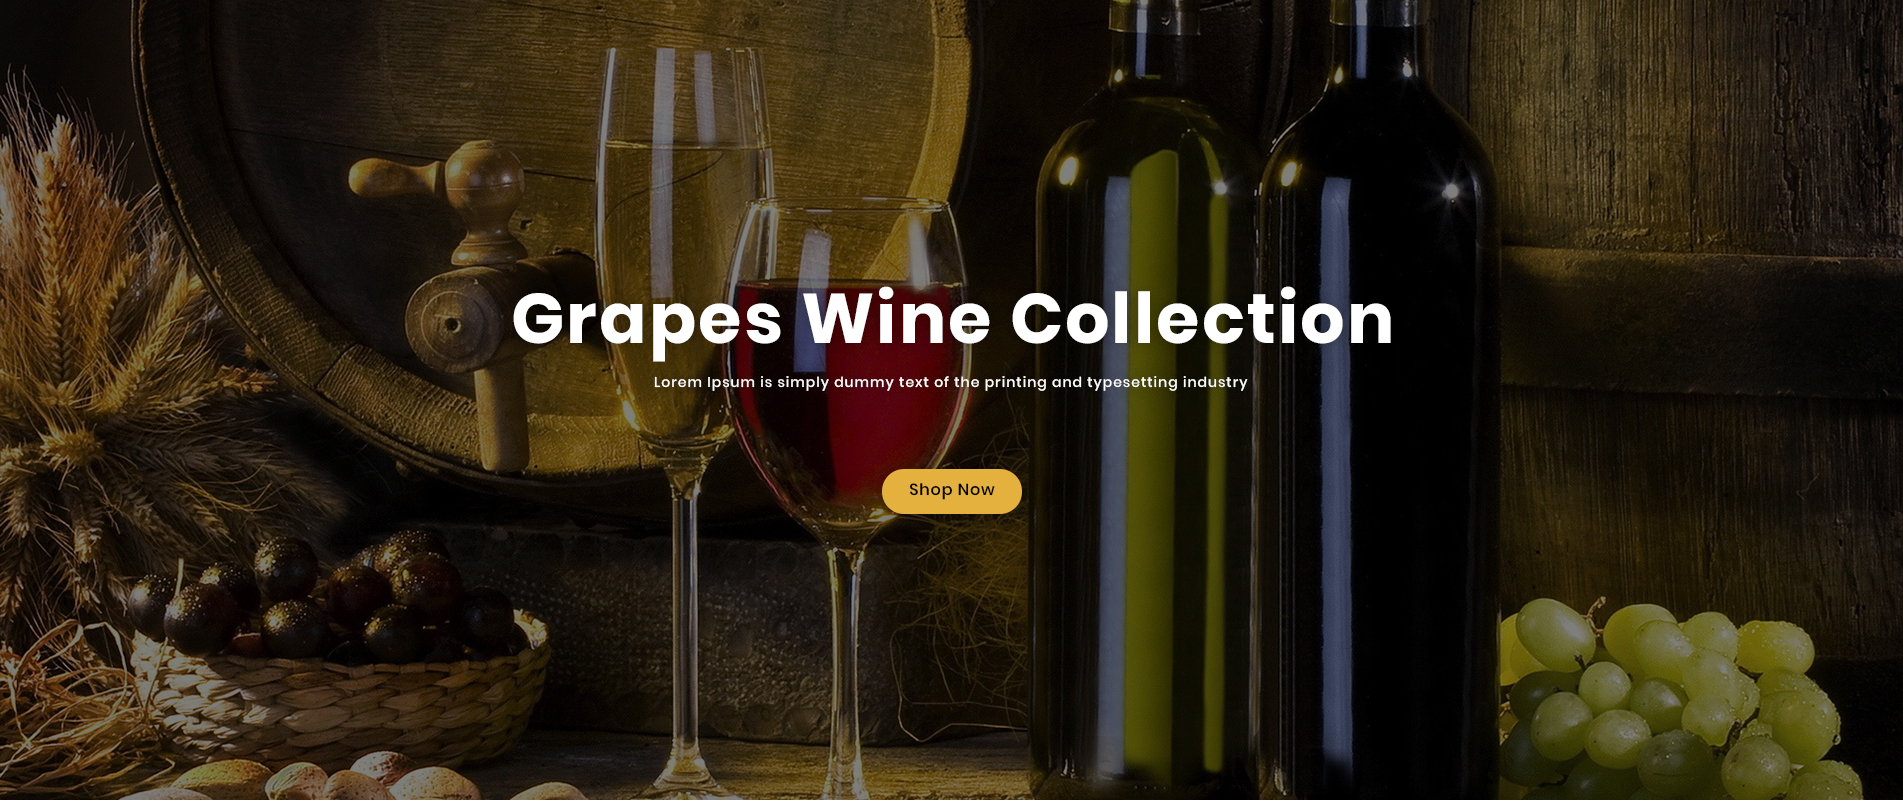 Grapes Wine Collection
Lorem Ipsum is simply dummy text of the printing and typesetting industry
Shop Now